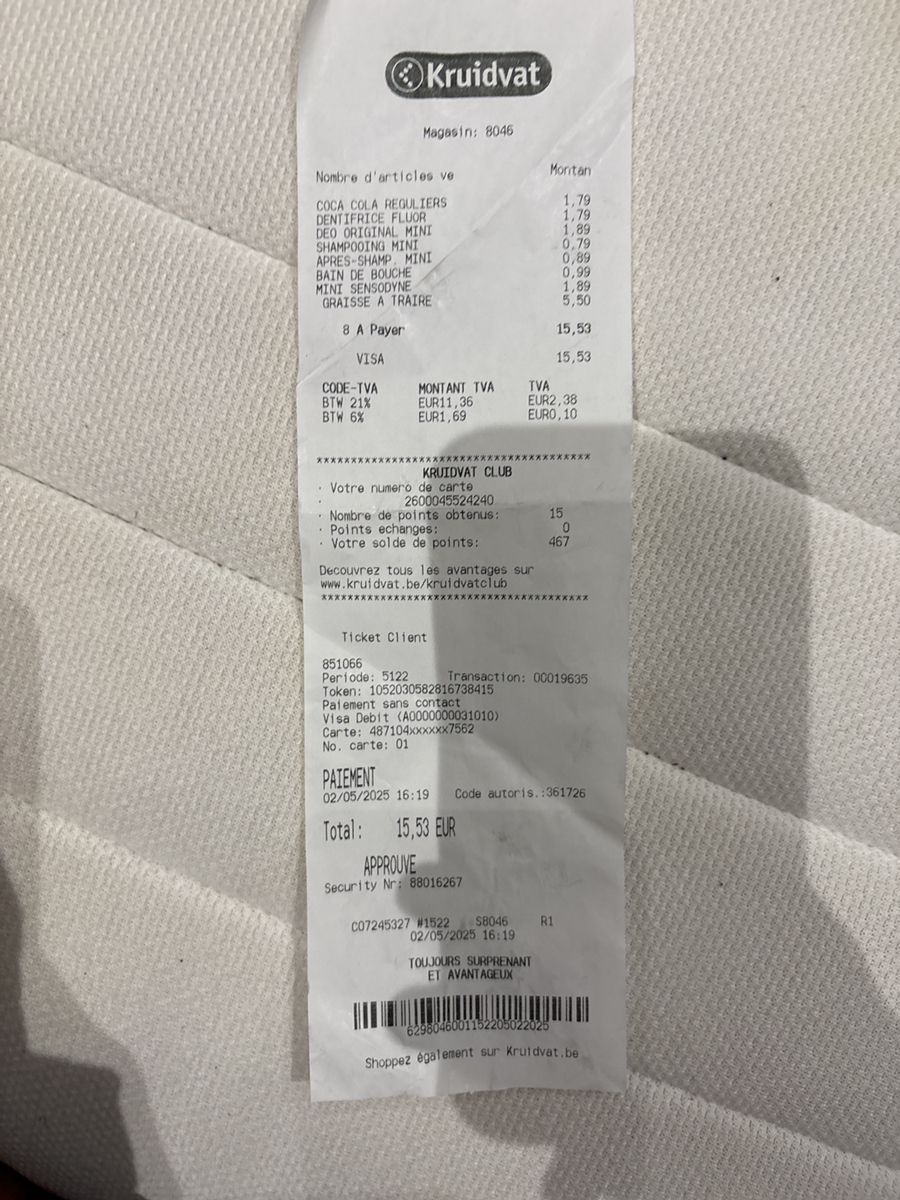 Kruidvat
Magasin: 8046
Nombre d'articles ve Montan
COCA COLA REGULIERS 1,79
DENTIFRICE FLUOR 1,79
DEO ORIGINAL MINI 1,89
SHAMPOOING MINI 0,79
APRES-SHAMP. MINI 0,89
BAIN DE BOUCHE 0,99
MINI SENSODYNE 1,89
GRAISSE A TRAIRE 5,50
8 A Payer 15,53
VISA 15,53
CODE-TVA MONTANT TVA TVA
BTW 21% EUR11,36 EUR2,38
BTW 6% EUR1,69 EUR0,10
****************************************
KRUIDVAT CLUB
· Votre numero de carte
· 2600045524240
· Nombre de points obtenus: 15
· Points echanges: 0
· Votre solde de points: 467
Decouvrez tous les avantages sur
www.kruidvat.be/kruidvatclub
****************************************
Ticket Client
851066
Periode: 5122 Transaction: 00019635
Token: 1052030582816738415
Paiement sans contact
Visa Debit (A0000000031010)
Carte: 487104xxxxxx7562
No. carte: 01
PAIEMENT
02/05/2025 16:19 Code autoris.:361726
Total: 15,53 EUR
APPROUVE
Security Nr: 88016267
C07245327 #1522 S8046 R1
02/05/2025 16:19
TOUJOURS SURPRENANT
ET AVANTAGEUX
6298046001152205022025
Shoppez également sur Kruidvat.be